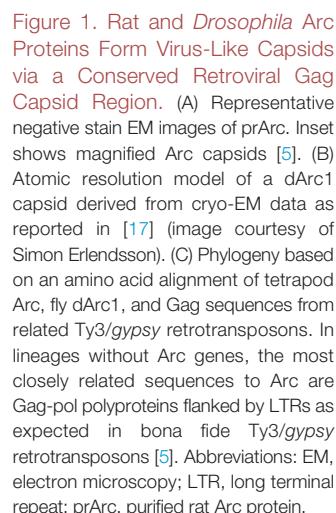 Figure 1. Rat and Drosophila Arc
Proteins Form Virus-Like Capsids
via a Conserved Retroviral Gag
Capsid Region. (A) Representative
negative stain EM images of prArc. Inset
shows magnified Arc capsids [5]. (B)
Atomic resolution model of a dArc1
capsid derived from cryo-EM data as
reported in [17] (image courtesy of
Simon Erlendsson). (C) Phylogeny based
on an amino acid alignment of tetrapod
Arc, fly dArc1, and Gag sequences from
related Ty3/gypsy retrotransposons. In
lineages without Arc genes, the most
closely related sequences to Arc are
Gag-pol polyproteins flanked by LTRs as
expected in bona fide Ty3/gypsy
retrotransposons [5]. Abbreviations: EM,
electron microscopy; LTR, long terminal
repeat; prArc, purified rat Arc protein.